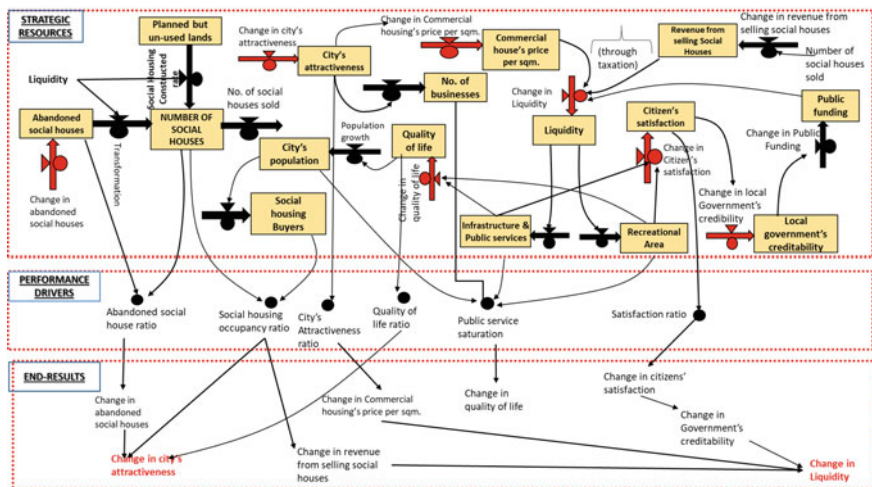 STRATEGIC
RESOURCES
Planned but
un-used lands
Change in city's
attractiveness
City's
attractiveness
Change in Commercial
housing's price per sqm.
Commercial
house's price
per sqm.
(through
taxation)
Revenue from
selling Social
Houses
Change in revenue from
selling social houses
Number of
social houses
sold
Liquidity
Social Housing
Constructed
rate
No. of social
houses sold
No. of
businesses
Change in
Liquidity
Abandoned
social houses
Transformation
NUMBER OF
SOCIAL
HOUSES
Population
growth
City's
population
Quality
of life
Liquidity
Citizen's
satisfaction
Public
funding
Change in Public
Funding
Change in
Citizen's
satisfaction
Change in
abandoned
social houses
Social
housing
Buyers
Change in
quality of life
Infrastructure &
Public services
Recreational
Area
Change in local
Government's
credibility
Local
government's
creditability
PERFORMANCE
DRIVERS
Abandoned social
house ratio
Social housing
occupancy ratio
City's
Attractiveness
ratio
Quality of
life ratio
Public service
saturation
Satisfaction ratio
END-RESULTS
Change in
abandoned
social houses
Change in Commercial
housing's price per sqm.
Change in
quality of life
Change in citizens'
satisfaction
Change in
Government's
creditability
Change in city's
attractiveness
Change in revenue
from selling social
houses
Change in
Liquidity